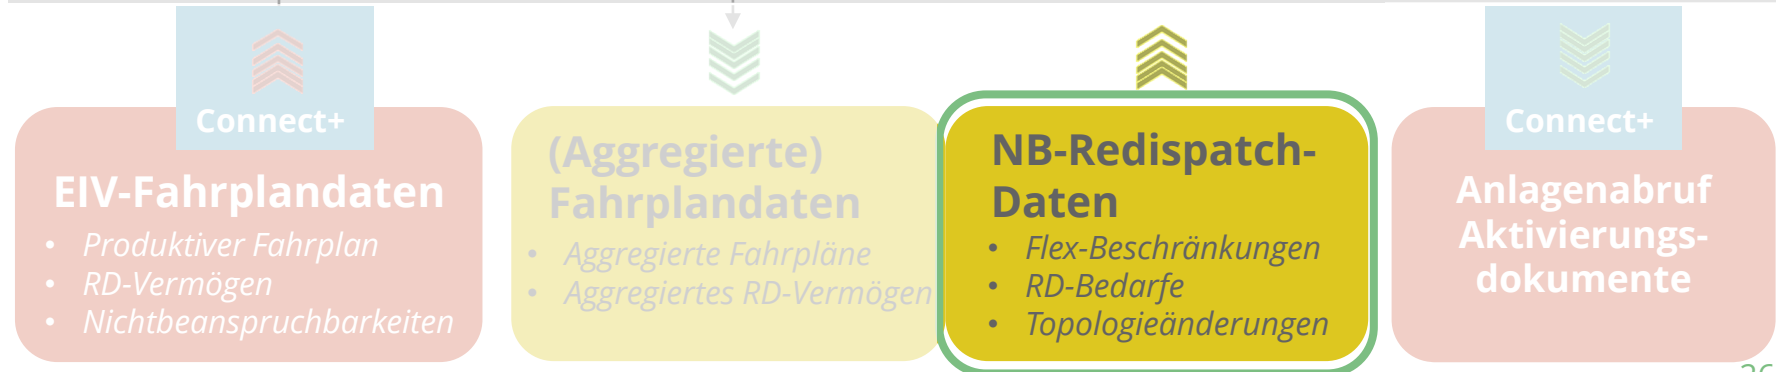 Connect+
EIV-Fahrplandaten
• Produktiver Fahrplan
• RD-Vermögen
• Nichtbeanspruchbarkeiten
(Aggregierte)
Fahrplandaten
• Aggregierte Fahrpläne
• Aggregiertes RD-Vermögen
NB-Redispatch-
Daten
• Flex-Beschränkungen
• RD-Bedarfe
• Topologieänderungen
Connect+
Anlagenabruf
Aktivierungs-
dokumente